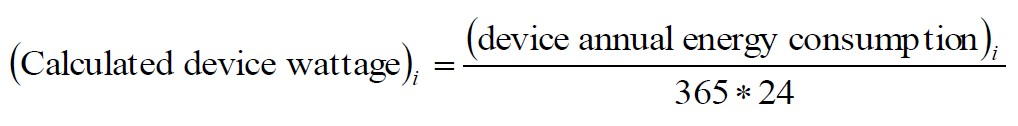 (Calculated device wattage)i = (device annual energy consumption)i
365 * 24